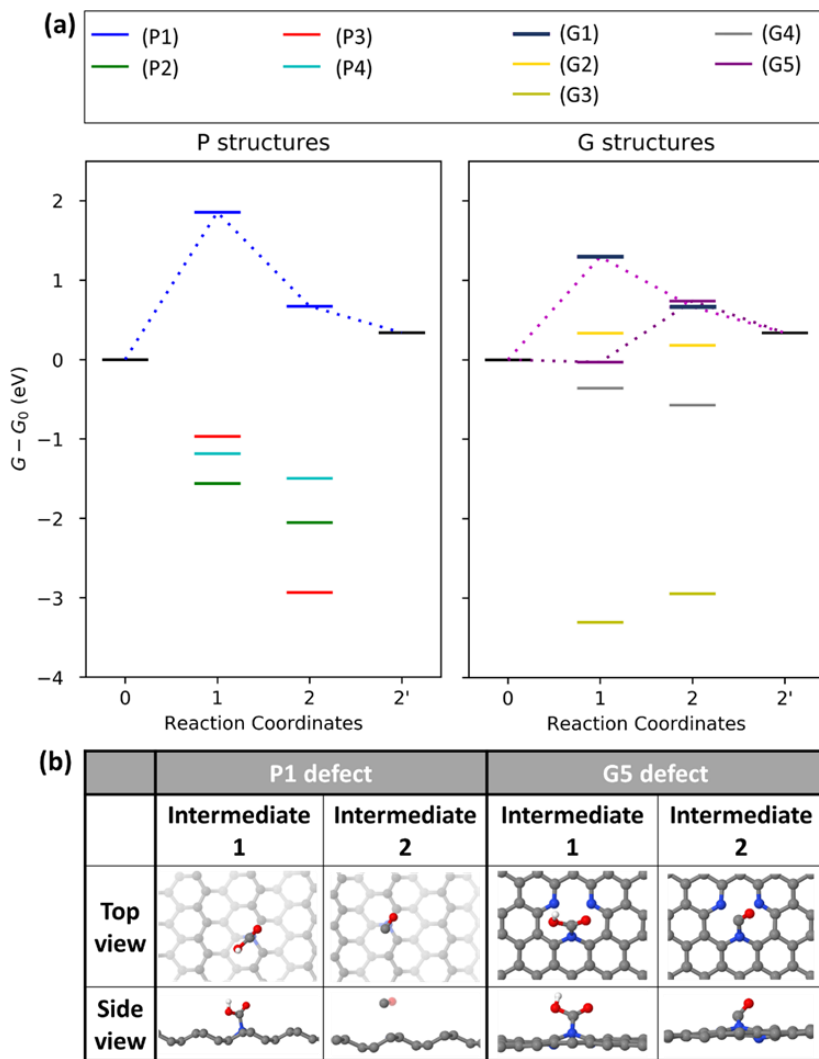 (a)
(P1) (P3) (G1) (G4)
(P2) (P4) (G2) (G5)
(G3)
P structures G structures
2
1
0
−1
−2
−3
−4
G − G₀ (eV)
0 1 2 2' 0 1 2 2'
Reaction Coordinates Reaction Coordinates
(b)
P1 defect G5 defect
Intermediate Intermediate Intermediate Intermediate
1 2 1 2
Top
view
Side
view